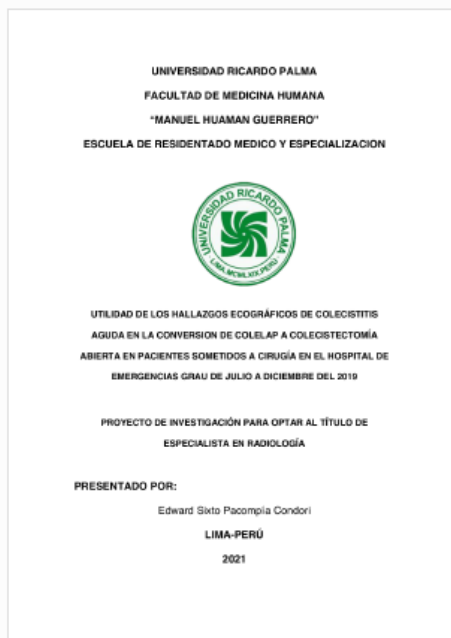 UNIVERSIDAD RICARDO PALMA
FACULTAD DE MEDICINA HUMANA
“MANUEL HUAMAN GUERRERO”
ESCUELA DE RESIDENTADO MEDICO Y ESPECIALIZACION
UNIVERSIDAD RICARDO PALMA
LIMA, MCMLXIX, PERU
UTILIDAD DE LOS HALLAZGOS ECOGRÁFICOS DE COLECISTITIS
AGUDA EN LA CONVERSION DE COLELAP A COLECISTECTOMÍA
ABIERTA EN PACIENTES SOMETIDOS A CIRUGÍA EN EL HOSPITAL DE
EMERGENCIAS GRAU DE JULIO A DICIEMBRE DEL 2019
PROYECTO DE INVESTIGACIÓN PARA OPTAR AL TÍTULO DE
ESPECIALISTA EN RADIOLOGÍA
PRESENTADO POR:
Edward Sixto Pacompia Condori
LIMA-PERÚ
2021